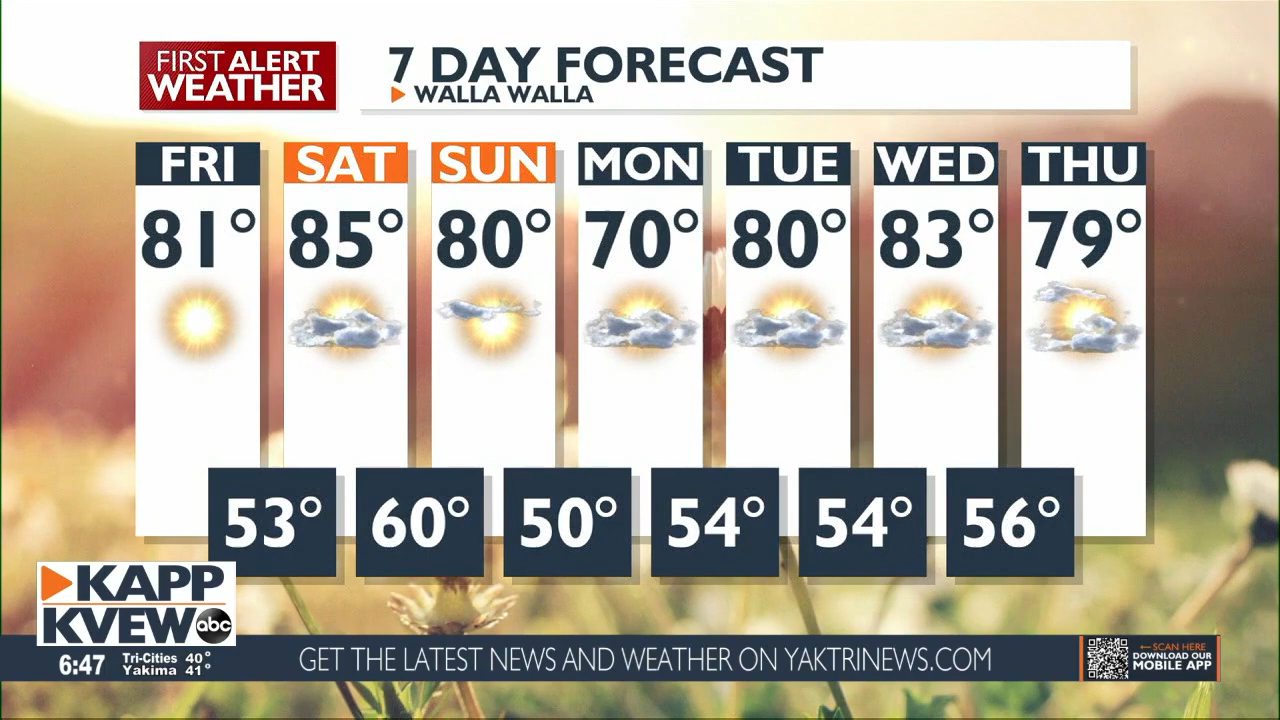 FIRST ALERT
WEATHER
7 DAY FORECAST
WALLA WALLA
FRI SAT SUN MON TUE WED THU
81° 85° 80° 70° 80° 83° 79°
53° 60° 50° 54° 54° 56°
KAPP
KVEW abc
6:47
Tri-Cities 40°
Yakima 41°
GET THE LATEST NEWS AND WEATHER ON YAKTRINEWS.COM
SCAN HERE
DOWNLOAD OUR
MOBILE APP